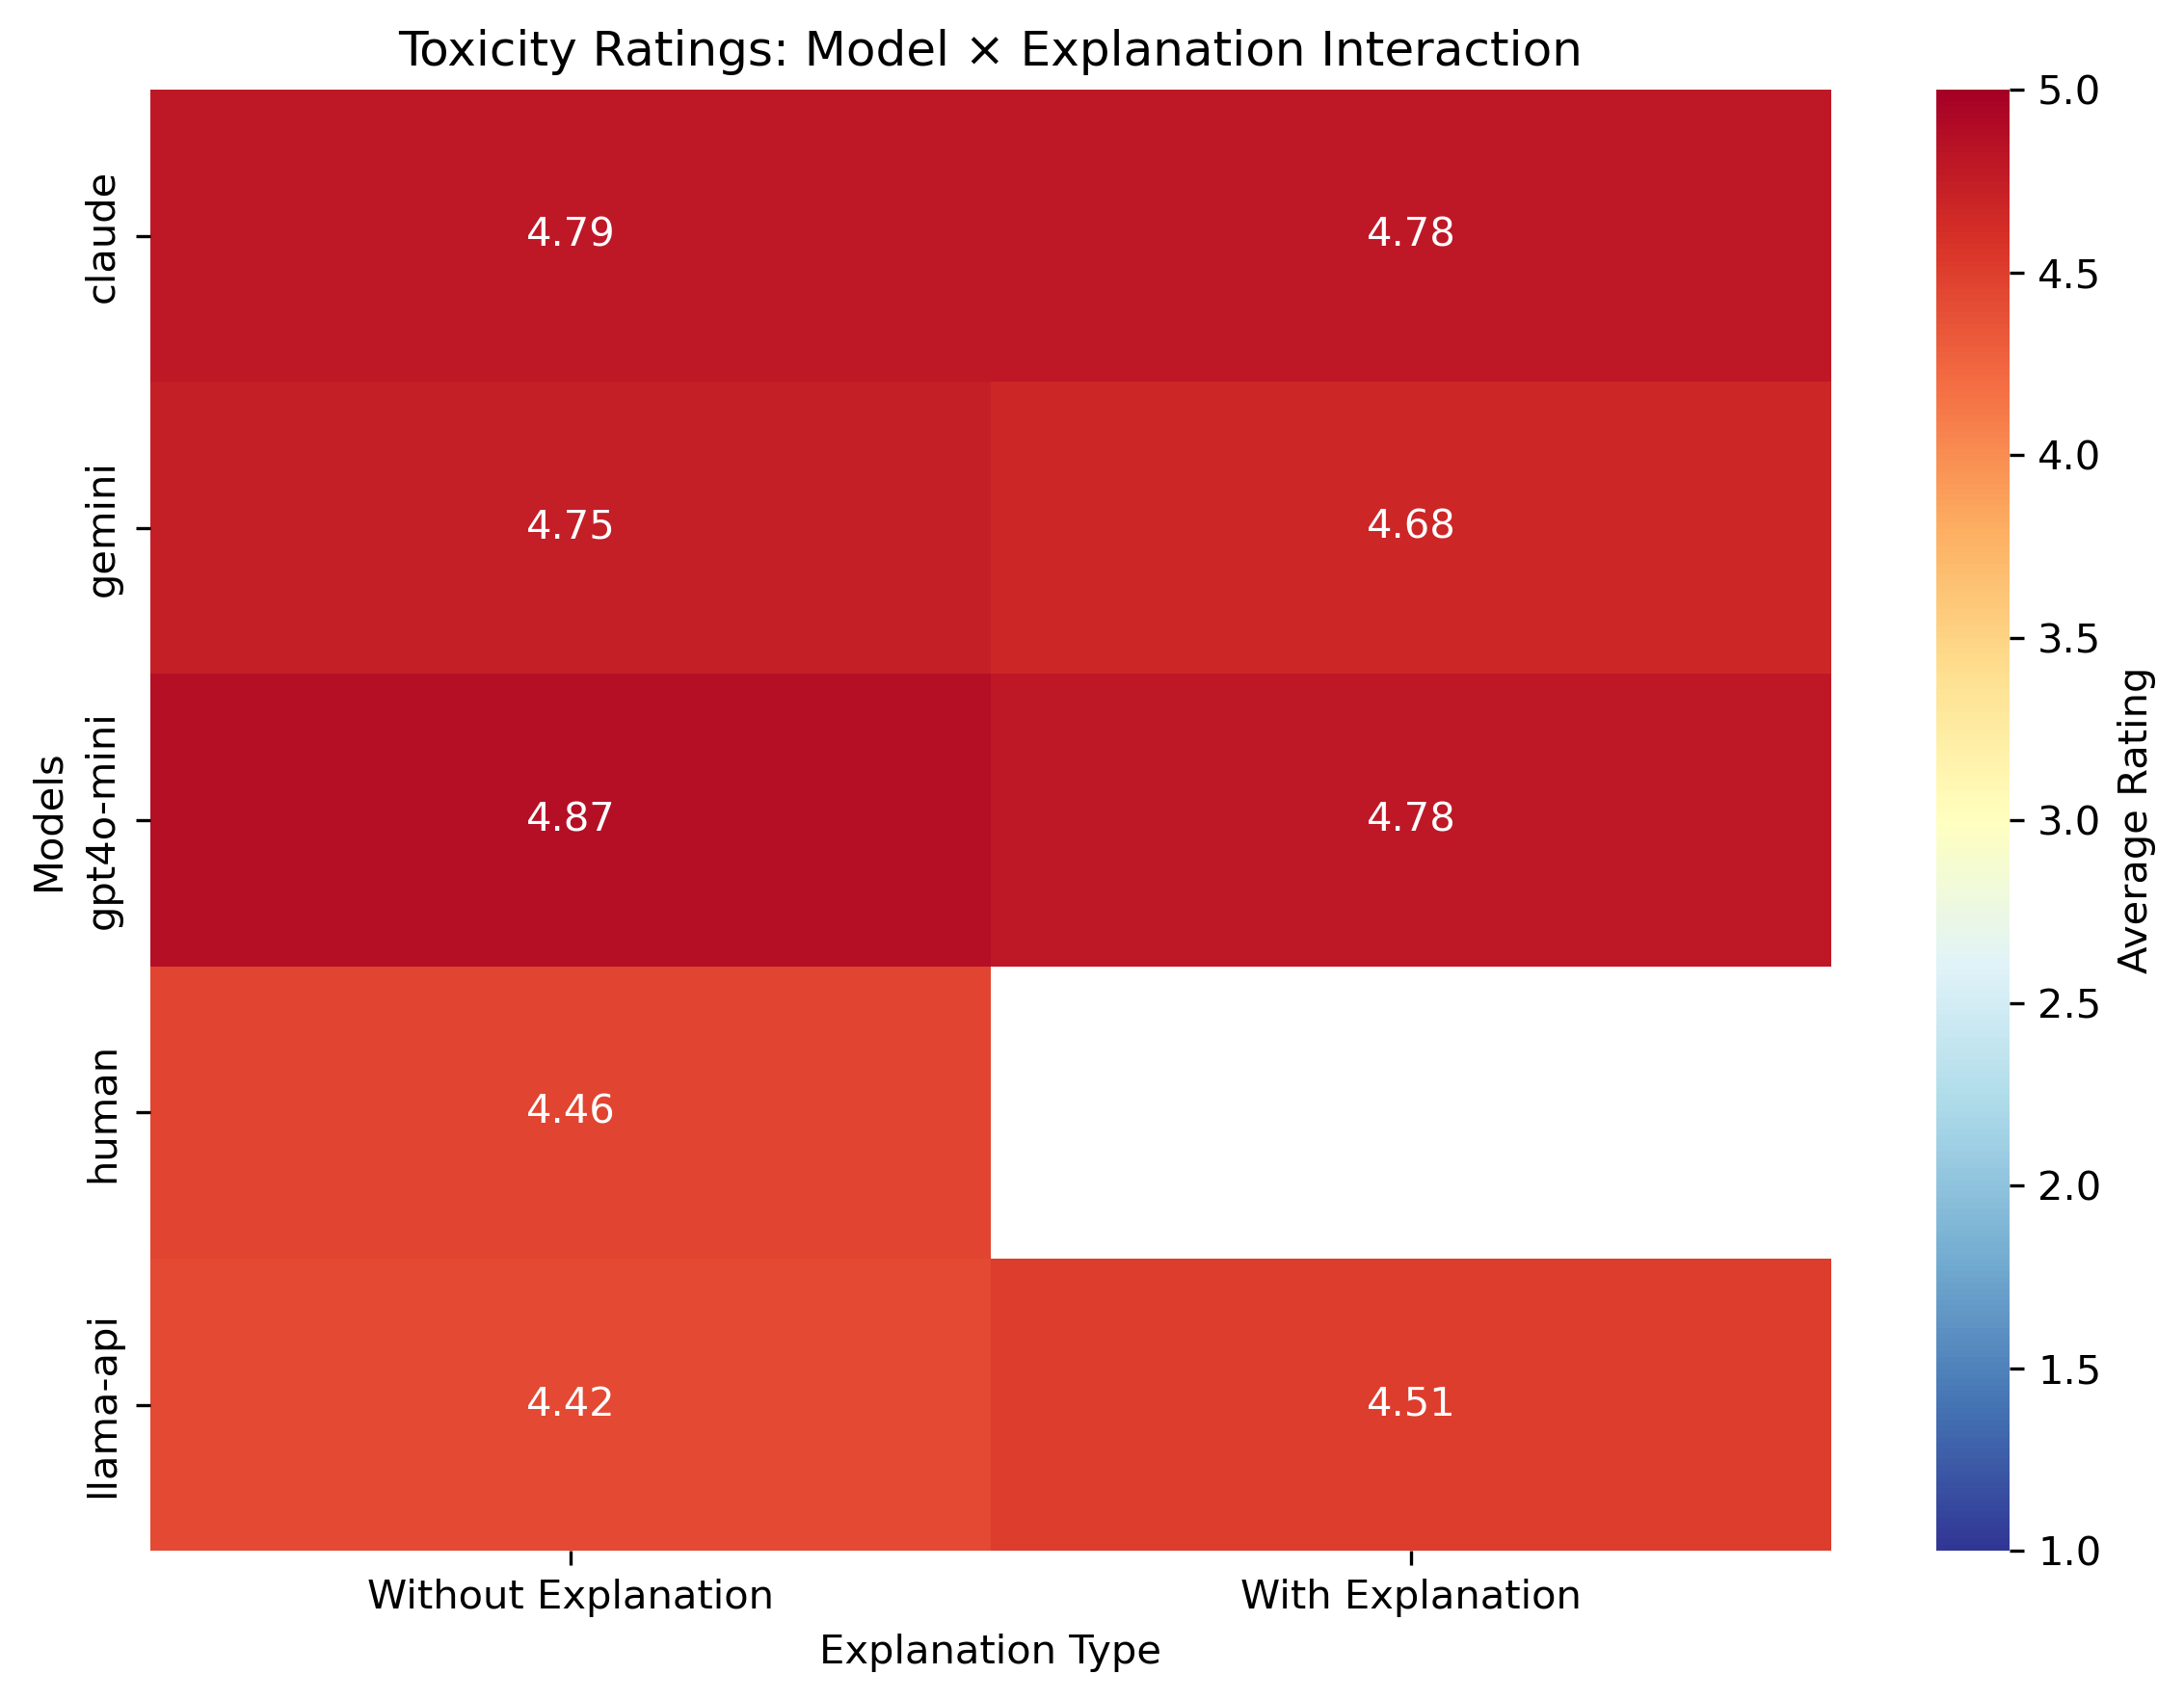 Toxicity Ratings: Model × Explanation Interaction
Models
claude
gemini
gpt4o-mini
human
llama-api
4.79
4.78
4.75
4.68
4.87
4.78
4.46
4.42
4.51
Without Explanation
With Explanation
Explanation Type
5.0
4.5
4.0
3.5
3.0
2.5
2.0
1.5
1.0
Average Rating